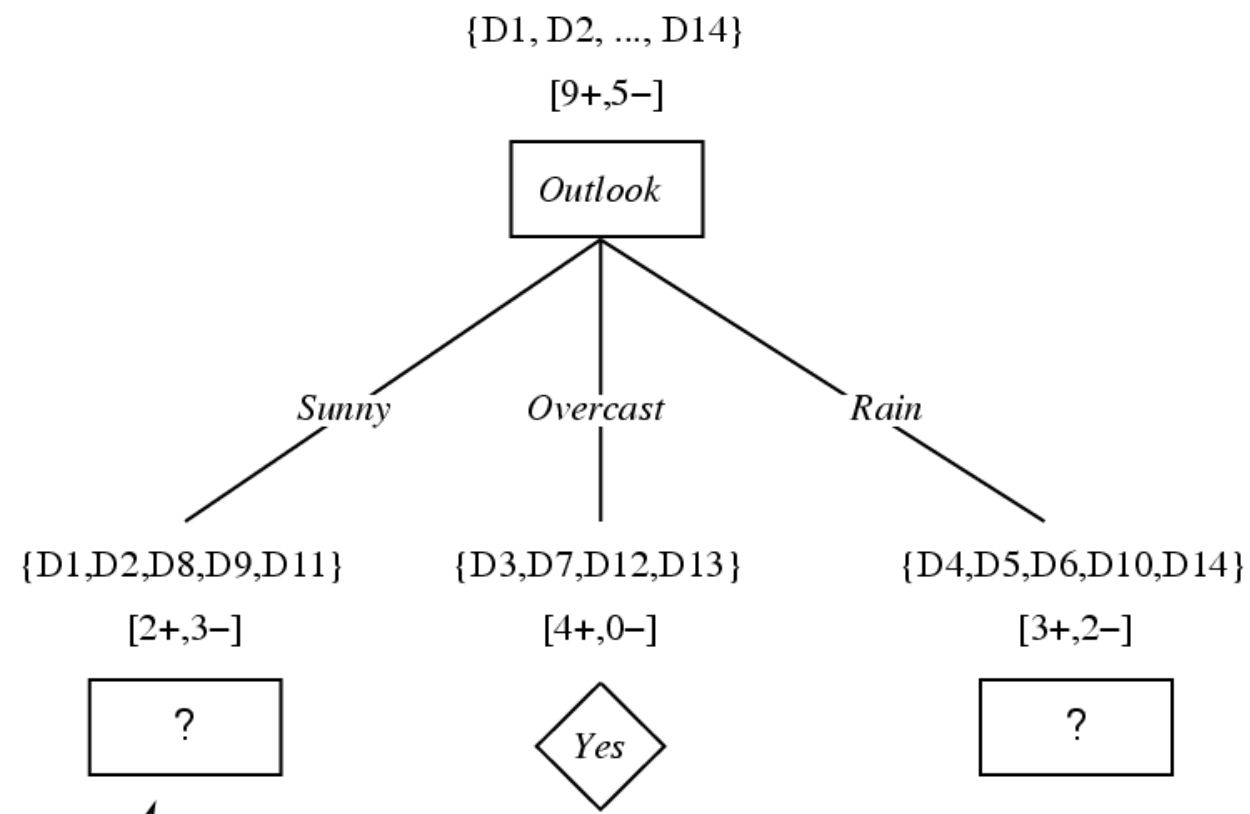 {D1, D2, ..., D14}
[9+,5−]
Outlook
Sunny
Overcast
Rain
{D1,D2,D8,D9,D11}
{D3,D7,D12,D13}
{D4,D5,D6,D10,D14}
[2+,3−]
[4+,0−]
[3+,2−]
?
Yes
?